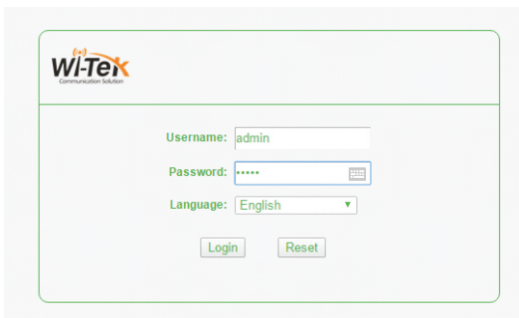 Wi-Tek
Communication Solution
Username: admin
Password: •••••
Language: English
Login Reset